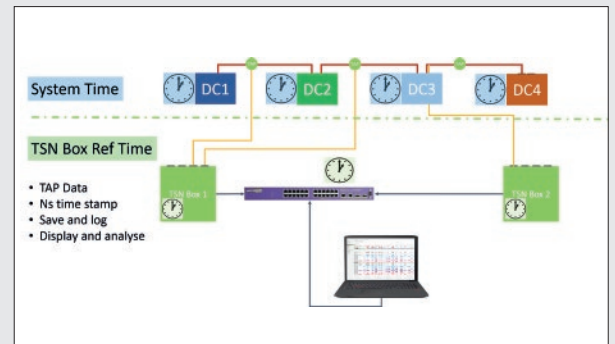 System Time
DC1
DC2
DC3
DC4
TSN Box Ref Time
• TAP Data
• Ns time stamp
• Save and log
• Display and analyse
TSN Box 1
TSN Box 2